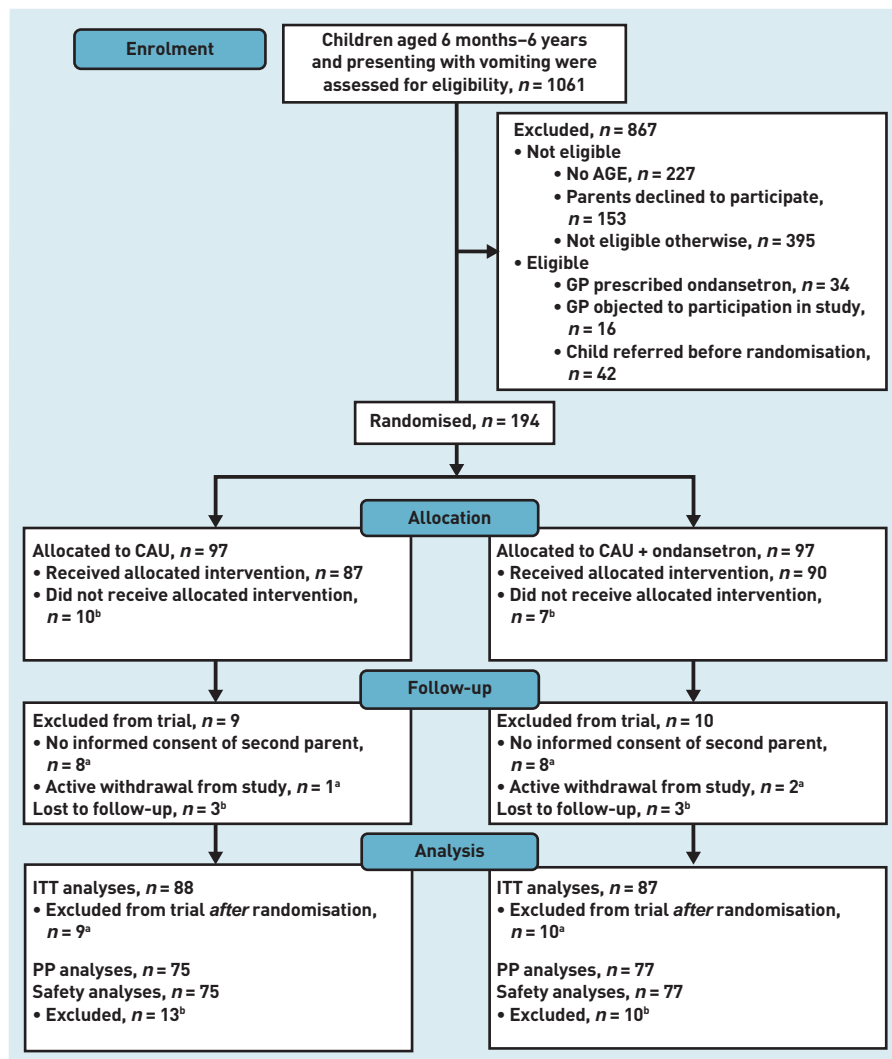 Enrolment
Children aged 6 months–6 years
and presenting with vomiting were
assessed for eligibility, n = 1061
Excluded, n = 867
• Not eligible
• No AGE, n = 227
• Parents declined to participate,
n = 153
• Not eligible otherwise, n = 395
• Eligible
• GP prescribed ondansetron, n = 34
• GP objected to participation in study,
n = 16
• Child referred before randomisation,
n = 42
Randomised, n = 194
Allocation
Allocated to CAU, n = 97
• Received allocated intervention, n = 87
• Did not receive allocated intervention,
n = 10ᵇ
Allocated to CAU + ondansetron, n = 97
• Received allocated intervention, n = 90
• Did not receive allocated intervention,
n = 7ᵇ
Follow-up
Excluded from trial, n = 9
• No informed consent of second parent,
n = 8ᵃ
• Active withdrawal from study, n = 1ᵃ
Lost to follow-up, n = 3ᵇ
Excluded from trial, n = 10
• No informed consent of second parent,
n = 8ᵃ
• Active withdrawal from study, n = 2ᵃ
Lost to follow-up, n = 3ᵇ
Analysis
ITT analyses, n = 88
• Excluded from trial after randomisation,
n = 9ᵃ
PP analyses, n = 75
Safety analyses, n = 75
• Excluded, n = 13ᵇ
ITT analyses, n = 87
• Excluded from trial after randomisation,
n = 10ᵃ
PP analyses, n = 77
Safety analyses, n = 77
• Excluded, n = 10ᵇ